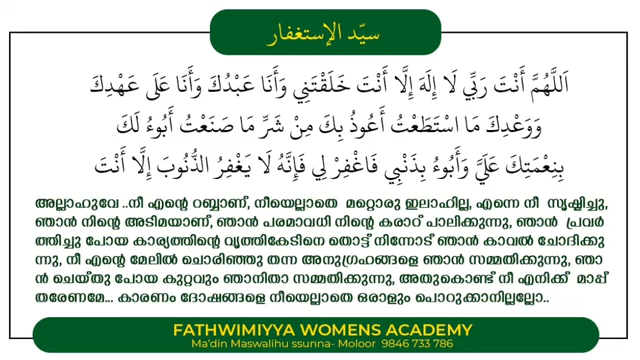 سيّد الإستغفار
اَللَّهُمَّ أَنْتَ رَبِّي لَا إِلَهَ إِلَّا أَنْتَ خَلَقْتَنِي وَأَنَا عَبْدُكَ وَأَنَا عَلَى عَهْدِكَ
وَوَعْدِكَ مَا اسْتَطَعْتُ أَعُوذُ بِكَ مِنْ شَرِّ مَا صَنَعْتُ أَبُوءُ لَكَ
بِنِعْمَتِكَ عَلَيَّ وَأَبُوءُ بِذَنْبِي فَاغْفِرْ لِي فَإِنَّهُ لَا يَغْفِرُ الذُّنُوبَ إِلَّا أَنْتَ
അല്ലാഹുവേ ..നീ എന്റെ റബ്ബാണ്, നീയെല്ലാതെ മറ്റൊരു ഇലാഹില്ല, എന്നെ നീ സൃഷ്ടിച്ചു,
ഞാൻ നിന്റെ അടിമയാണ്, ഞാൻ പരമാവധി നിന്റെ കരാറ് പാലിക്കുന്നു, ഞാൻ പ്രവർ
ത്തിച്ചു പോയ കാര്യത്തിന്റെ വൃത്തികേടിനെ തൊട്ട് നിന്നോട് ഞാൻ കാവൽ ചോദിക്കു
ന്നു, നീ എന്റെ മേലിൽ ചൊരിഞ്ഞു തന്ന അനുഗ്രഹങ്ങളെ ഞാൻ സമ്മതിക്കുന്നു, ഞാ
ൻ ചെയ്തു പോയ കുറ്റവും ഞാനിതാ സമ്മതിക്കുന്നു, അതുകൊണ്ട് നീ എനിക്ക് മാപ്പ്
തരേണമേ... കാരണം ദോഷങ്ങളെ നീയെല്ലാതെ ഒരാളും പൊറുക്കാനില്ലല്ലോ..
FATHWIMIYYA WOMENS ACADEMY
Ma'din Maswalihu ssunna- Moloor 9846 733 786